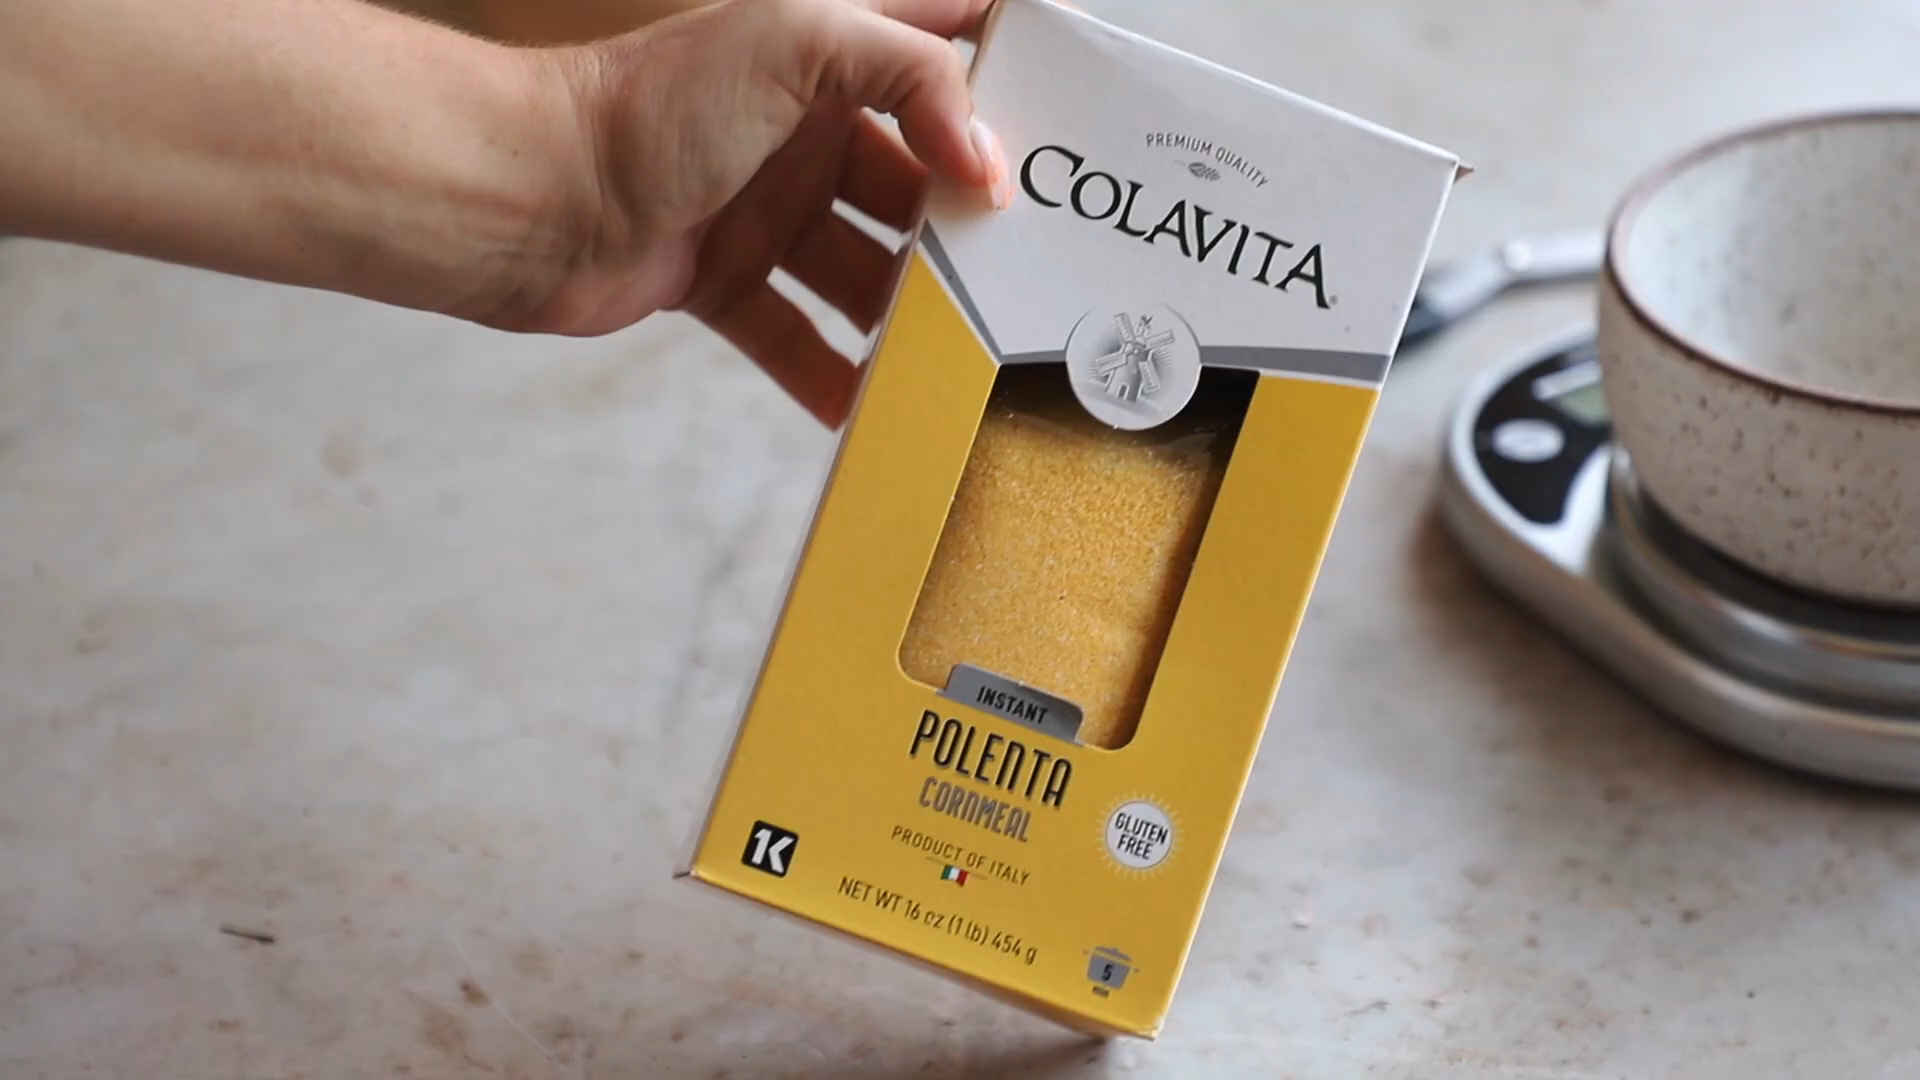 PREMIUM QUALITY
COLAVITA
INSTANT
POLENTA
CORNMEAL
GLUTEN
FREE
PRODUCT OF ITALY
1K
NET WT 16 oz (1 lb) 454 g
5